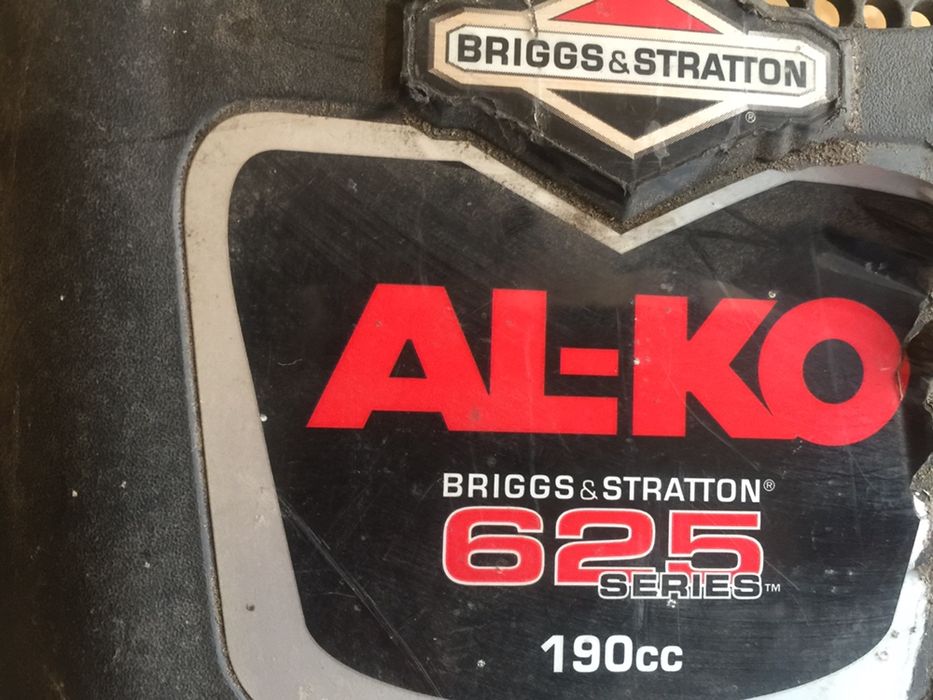 BRIGGS & STRATTON
®
AL-KO
BRIGGS & STRATTON®
625
SERIES™
190cc